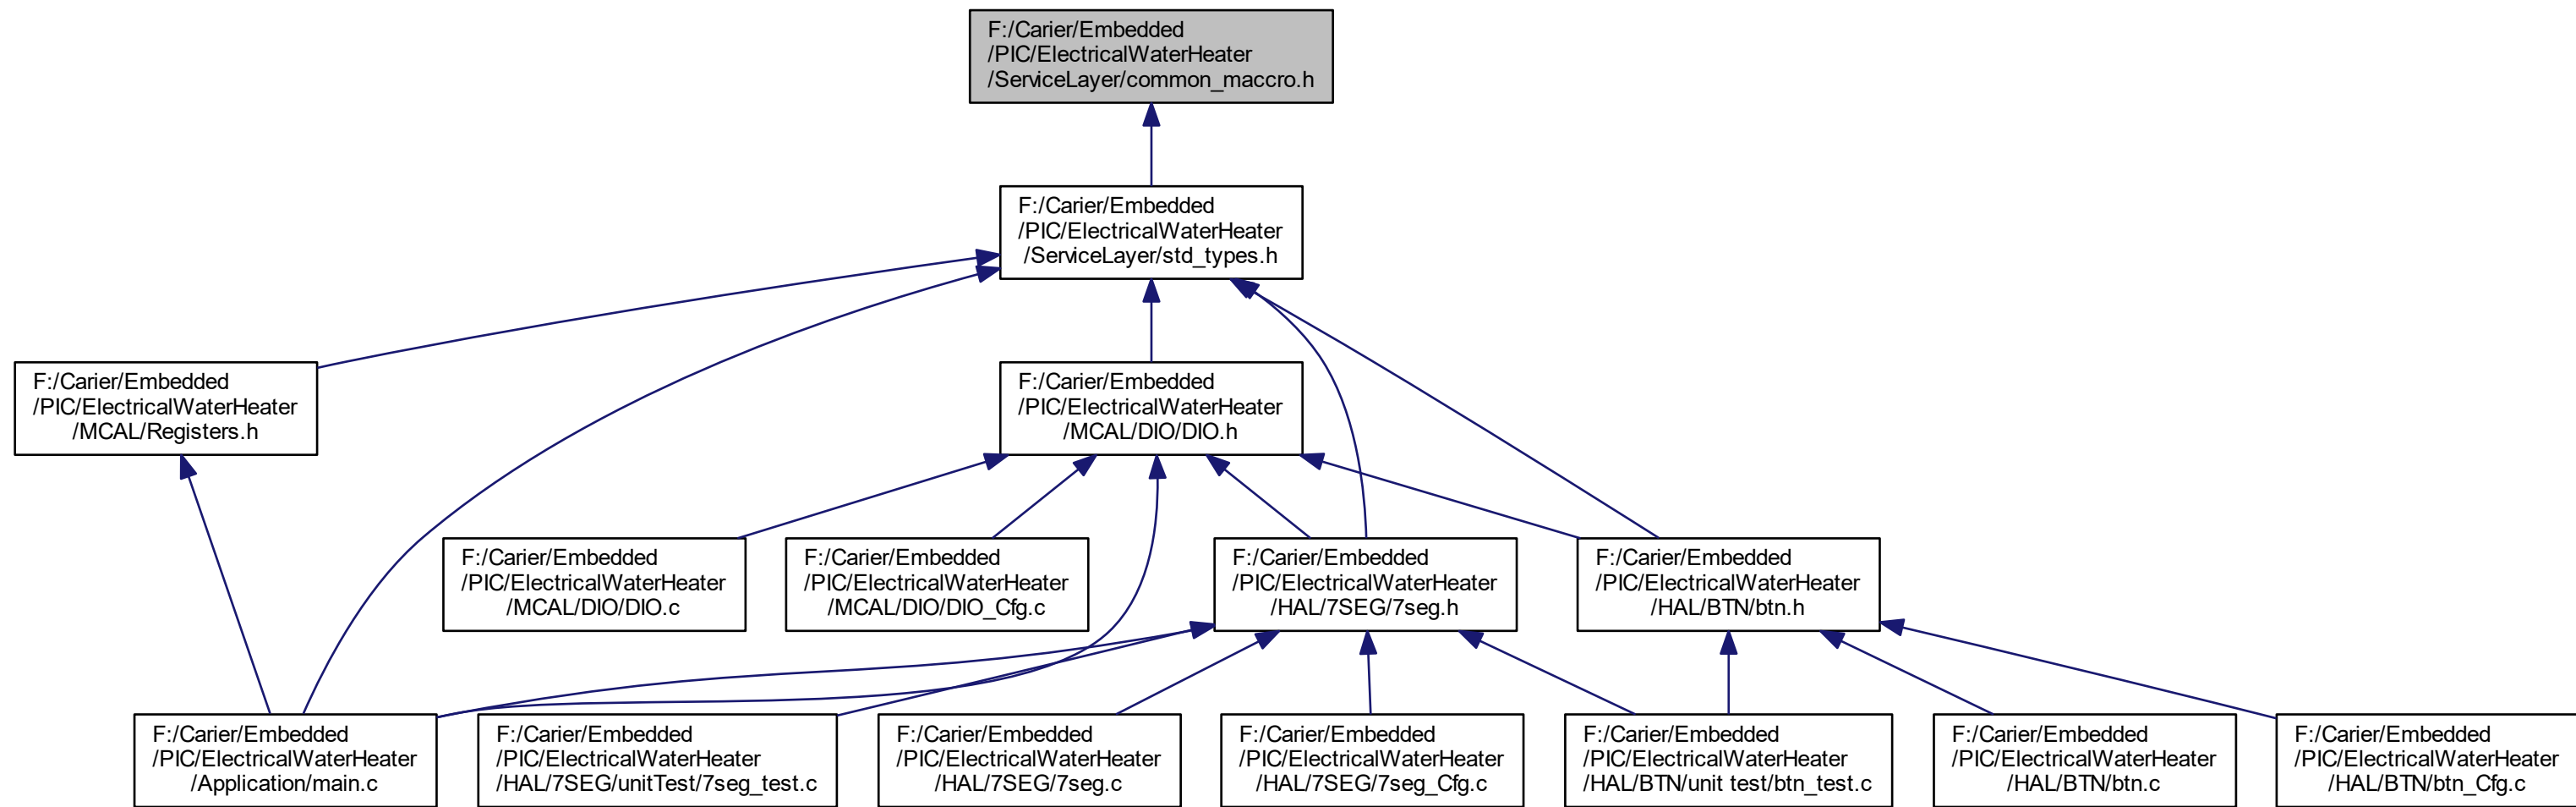 F:/Carier/Embedded
/PIC/ElectricalWaterHeater
/ServiceLayer/common_maccro.h
F:/Carier/Embedded
/PIC/ElectricalWaterHeater
/ServiceLayer/std_types.h
F:/Carier/Embedded
/PIC/ElectricalWaterHeater
/MCAL/Registers.h
F:/Carier/Embedded
/PIC/ElectricalWaterHeater
/MCAL/DIO/DIO.h
F:/Carier/Embedded
/PIC/ElectricalWaterHeater
/MCAL/DIO/DIO.c
F:/Carier/Embedded
/PIC/ElectricalWaterHeater
/MCAL/DIO/DIO_Cfg.c
F:/Carier/Embedded
/PIC/ElectricalWaterHeater
/HAL/7SEG/7seg.h
F:/Carier/Embedded
/PIC/ElectricalWaterHeater
/HAL/BTN/btn.h
F:/Carier/Embedded
/PIC/ElectricalWaterHeater
/Application/main.c
F:/Carier/Embedded
/PIC/ElectricalWaterHeater
/HAL/7SEG/unitTest/7seg_test.c
F:/Carier/Embedded
/PIC/ElectricalWaterHeater
/HAL/7SEG/7seg.c
F:/Carier/Embedded
/PIC/ElectricalWaterHeater
/HAL/7SEG/7seg_Cfg.c
F:/Carier/Embedded
/PIC/ElectricalWaterHeater
/HAL/BTN/unit test/btn_test.c
F:/Carier/Embedded
/PIC/ElectricalWaterHeater
/HAL/BTN/btn.c
F:/Carier/Embedded
/PIC/ElectricalWaterHeater
/HAL/BTN/btn_Cfg.c